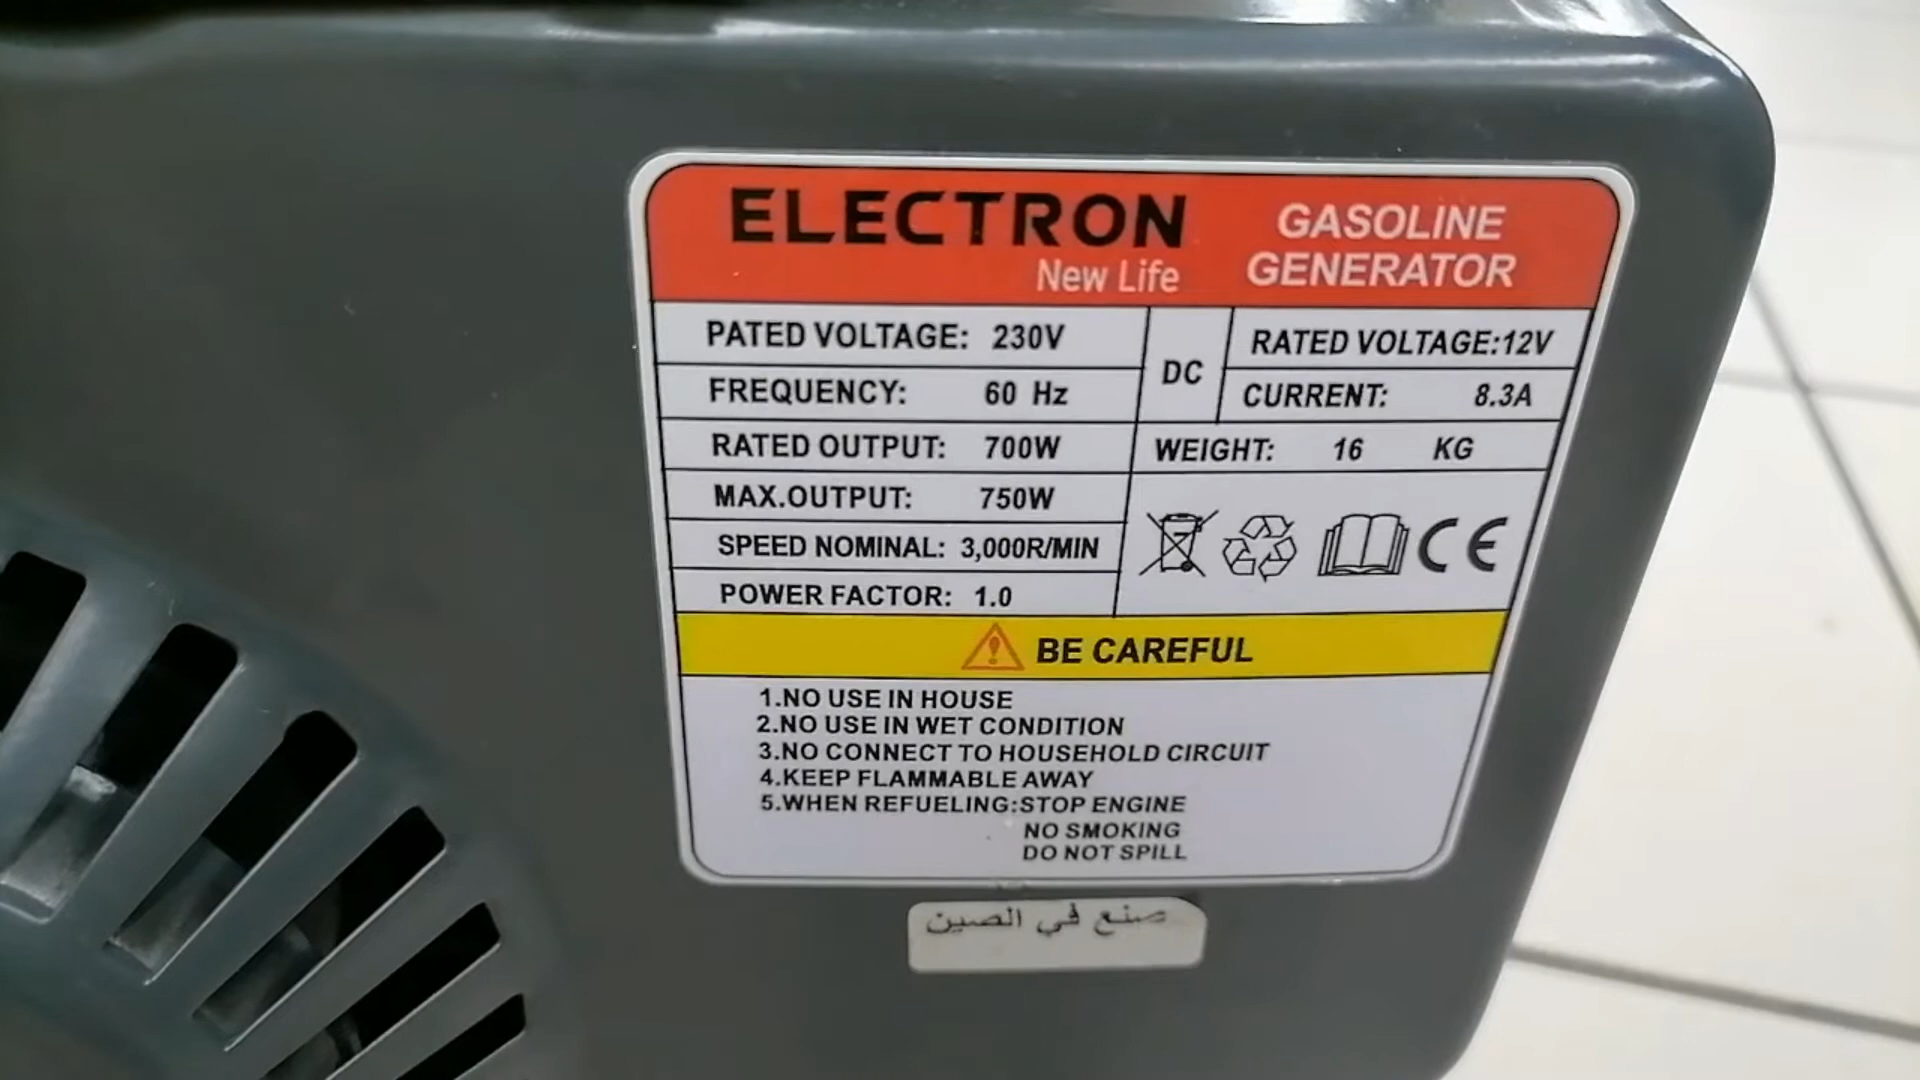 ELECTRON
New Life
GASOLINE
GENERATOR
PATED VOLTAGE: 230V
FREQUENCY: 60 Hz
RATED OUTPUT: 700W
MAX.OUTPUT: 750W
SPEED NOMINAL: 3,000R/MIN
POWER FACTOR: 1.0
DC
RATED VOLTAGE:12V
CURRENT: 8.3A
WEIGHT: 16 KG
CE
BE CAREFUL
1.NO USE IN HOUSE
2.NO USE IN WET CONDITION
3.NO CONNECT TO HOUSEHOLD CIRCUIT
4.KEEP FLAMMABLE AWAY
5.WHEN REFUELING:STOP ENGINE
NO SMOKING
DO NOT SPILL
صنع في الصين